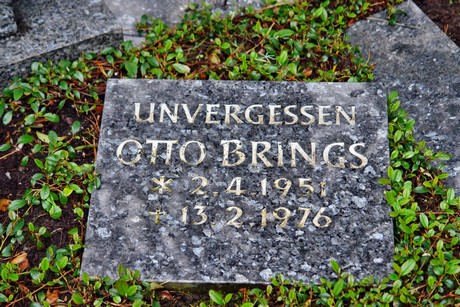 UNVERGESSEN
OTTO BRINGS
* 2.4.1951
+ 13.2.1976